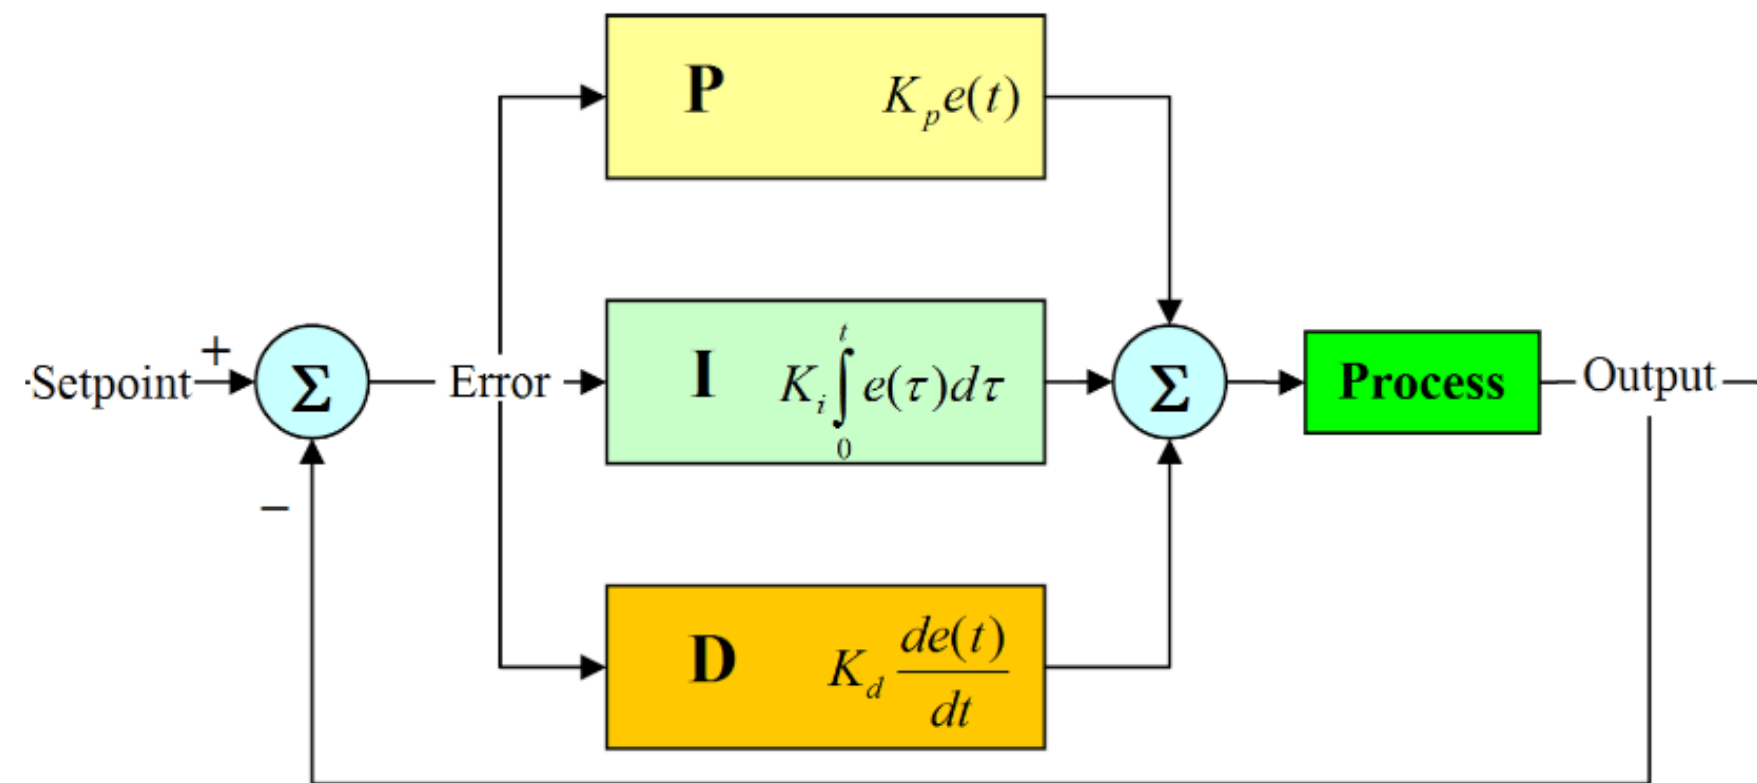 P K_p e(t)
Setpoint + Σ Error I K_i ∫_0^t e(τ)dτ Σ Process Output
−
D K_d de(t)/dt